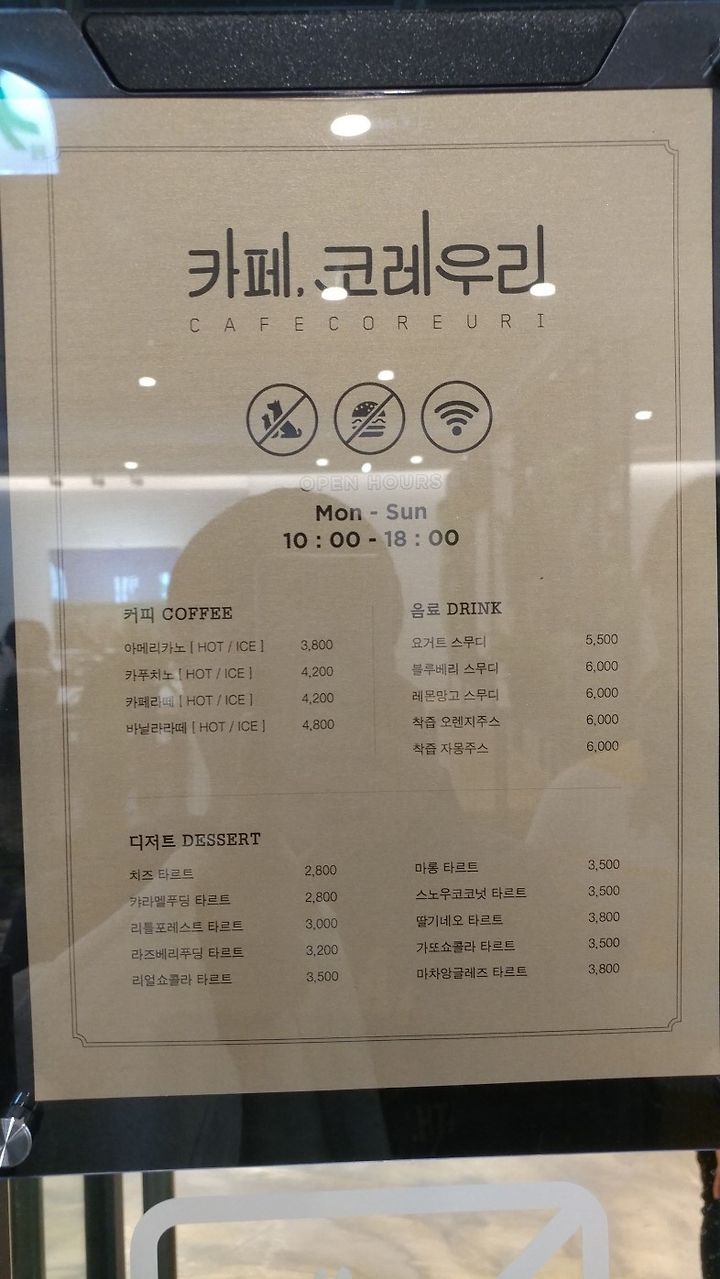 카페, 코레우리
CAFECOREURI
OPEN HOURS
Mon - Sun
10 : 00 - 18 : 00
커피 COFFEE
아메리카노 [ HOT / ICE ] 3,800
카푸치노 [ HOT / ICE ] 4,200
카페라떼 [ HOT / ICE ] 4,200
바닐라라떼 [ HOT / ICE ] 4,800
음료 DRINK
요거트 스무디 5,500
블루베리 스무디 6,000
레몬망고 스무디 6,000
착즙 오렌지주스 6,000
착즙 자몽주스 6,000
디저트 DESSERT
치즈 타르트 2,800
캬라멜푸딩 타르트 2,800
리틀포레스트 타르트 3,000
라즈베리푸딩 타르트 3,200
리얼쇼콜라 타르트 3,500
마롱 타르트 3,500
스노우코코넛 타르트 3,500
딸기네오 타르트 3,800
가또쇼콜라 타르트 3,500
마차앙글레즈 타르트 3,800